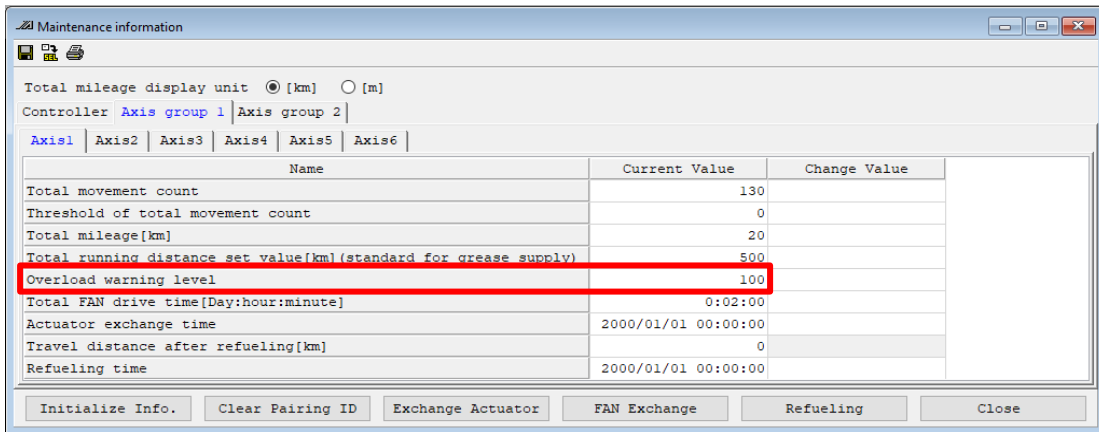 Maintenance information
Total mileage display unit [km] [m]
Controller Axis group 1 Axis group 2
Axis1 Axis2 Axis3 Axis4 Axis5 Axis6
Name Current Value Change Value
Total movement count 130
Threshold of total movement count 0
Total mileage[km] 20
Total running distance set value[km](standard for grease supply) 500
Overload warning level 100
Total FAN drive time[Day:hour:minute] 0:02:00
Actuator exchange time 2000/01/01 00:00:00
Travel distance after refueling[km] 0
Refueling time 2000/01/01 00:00:00
Initialize Info. Clear Pairing ID Exchange Actuator FAN Exchange Refueling Close